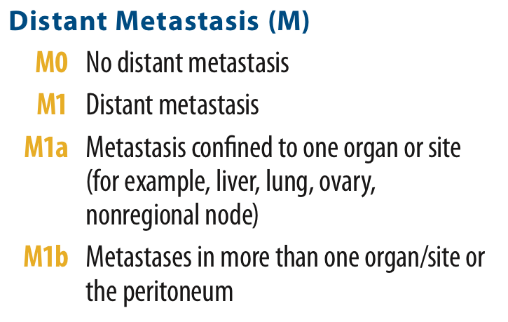 Distant Metastasis (M)
M0 No distant metastasis
M1 Distant metastasis
M1a Metastasis confined to one organ or site
(for example, liver, lung, ovary,
nonregional node)
M1b Metastases in more than one organ/site or
the peritoneum